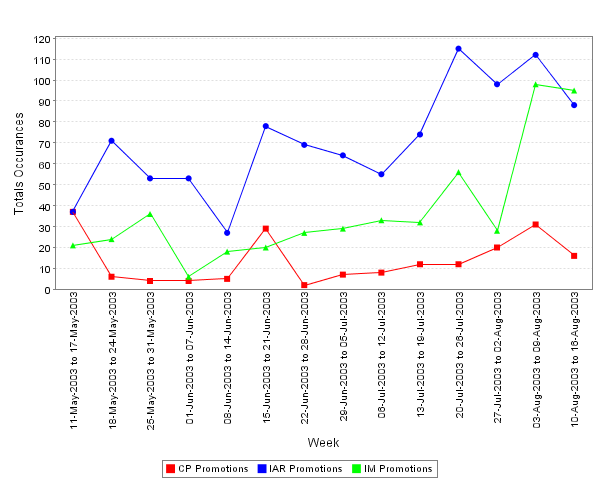 120
110
100
90
80
70
60
50
40
30
20
10
0
Totals Occurances
11-May-2003 to 17-May-2003
18-May-2003 to 24-May-2003
25-May-2003 to 31-May-2003
01-Jun-2003 to 07-Jun-2003
08-Jun-2003 to 14-Jun-2003
15-Jun-2003 to 21-Jun-2003
22-Jun-2003 to 28-Jun-2003
29-Jun-2003 to 05-Jul-2003
06-Jul-2003 to 12-Jul-2003
13-Jul-2003 to 19-Jul-2003
20-Jul-2003 to 26-Jul-2003
27-Jul-2003 to 02-Aug-2003
03-Aug-2003 to 09-Aug-2003
10-Aug-2003 to 16-Aug-2003
Week
CP Promotions IAR Promotions IM Promotions